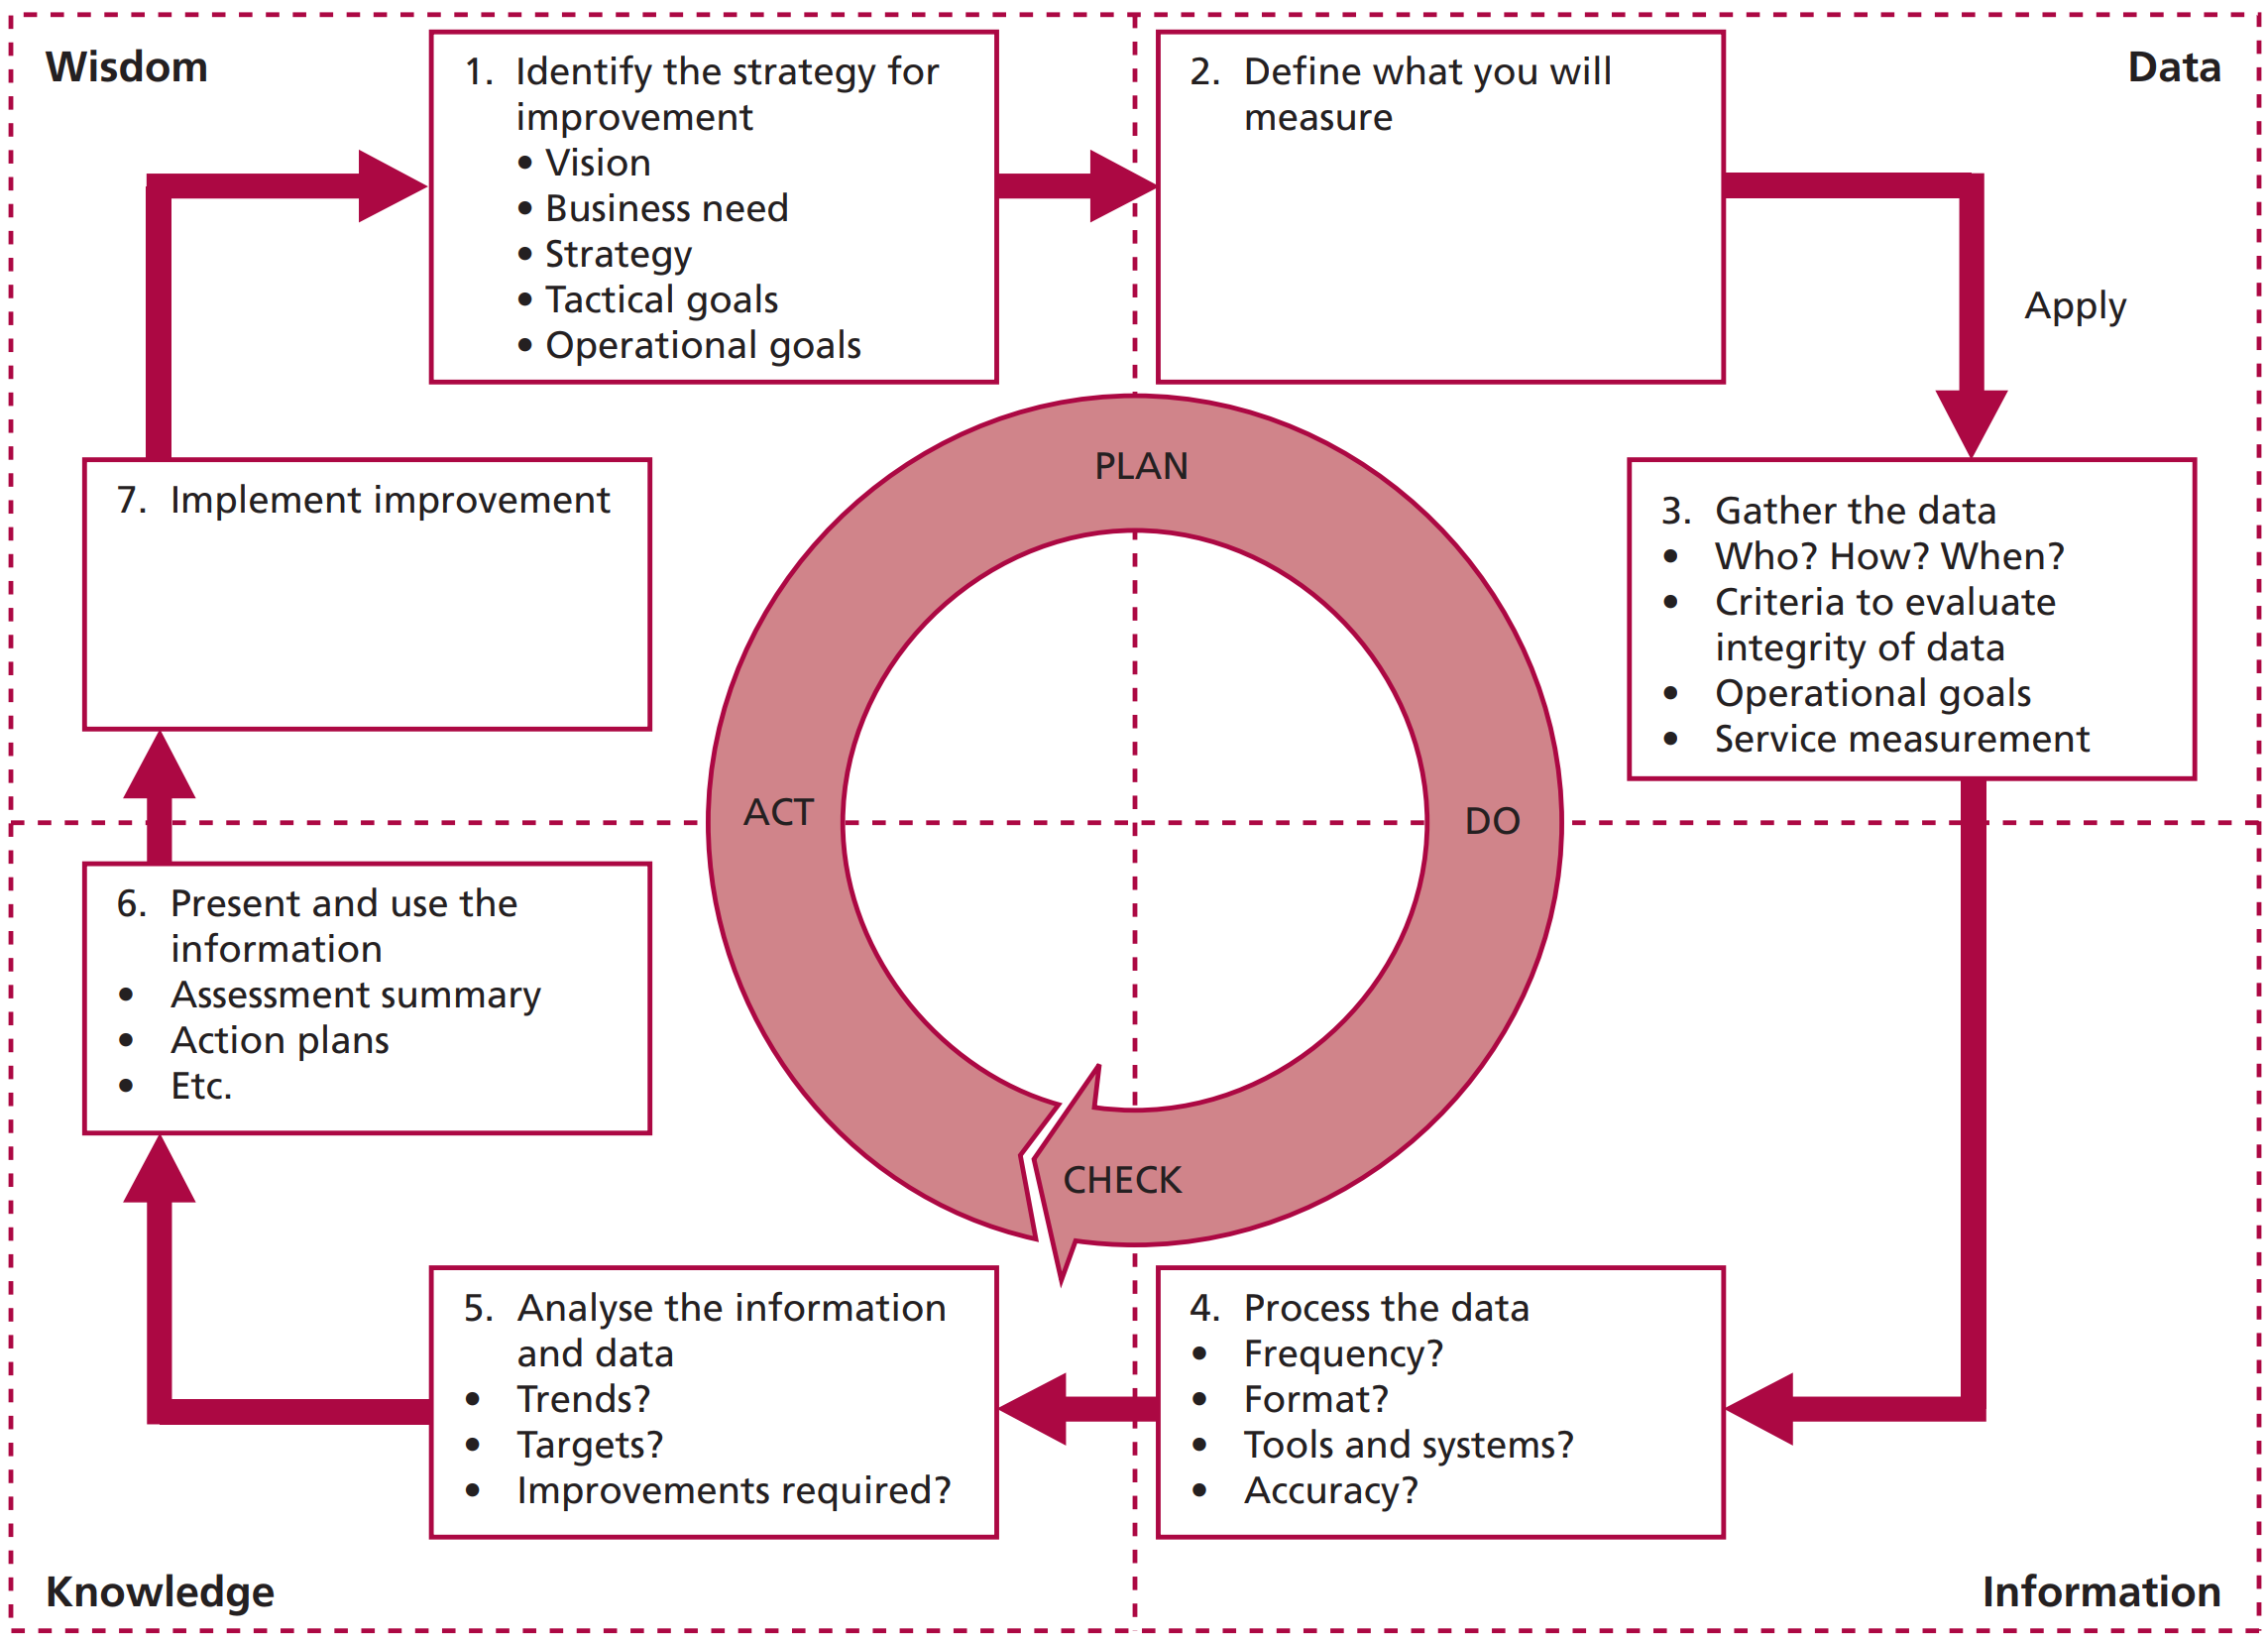 Wisdom
1. Identify the strategy for
improvement
• Vision
• Business need
• Strategy
• Tactical goals
• Operational goals
2. Define what you will
measure
Data
Apply
3. Gather the data
• Who? How? When?
• Criteria to evaluate
integrity of data
• Operational goals
• Service measurement
7. Implement improvement
PLAN
ACT
DO
CHECK
6. Present and use the
information
• Assessment summary
• Action plans
• Etc.
5. Analyse the information
and data
• Trends?
• Targets?
• Improvements required?
4. Process the data
• Frequency?
• Format?
• Tools and systems?
• Accuracy?
Knowledge
Information